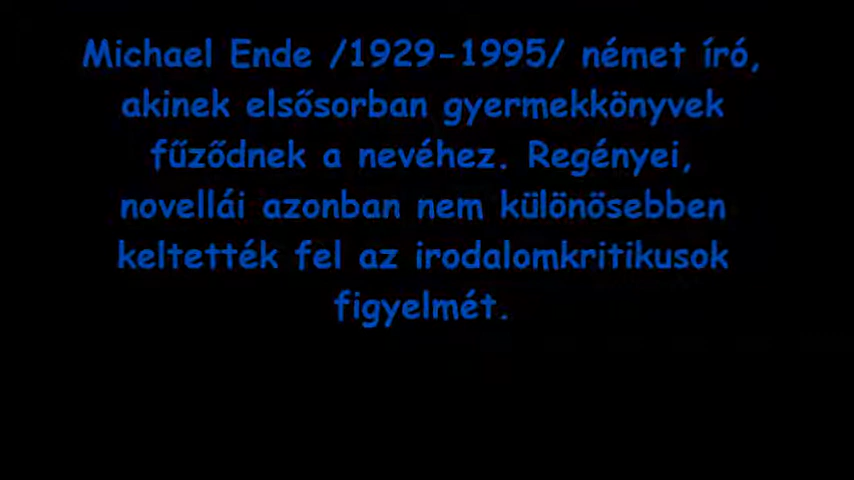 Michael Ende /1929-1995/ német író,
akinek elsősorban gyermekkönyvek
fűződnek a nevéhez. Regényei,
novellái azonban nem különösebben
keltették fel az irodalomkritikusok
figyelmét.